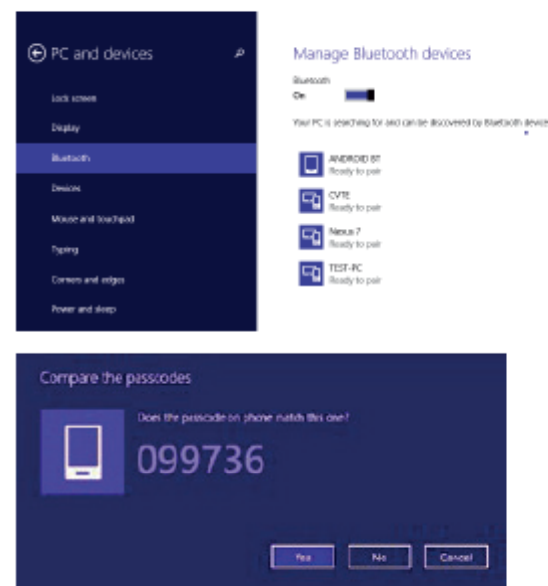 PC and devices
Lock screen
Display
Bluetooth
Devices
Mouse and touchpad
Typing
Corners and edges
Power and sleep
Manage Bluetooth devices
Bluetooth
On
Your PC is searching for and can be discovered by Bluetooth device
ANDROID BT
Ready to pair
CVTE
Ready to pair
Nexus 7
Ready to pair
TEST-PC
Ready to pair
Compare the passcodes
Does the passcode on phone match this one?
099736
Yes
No
Cancel